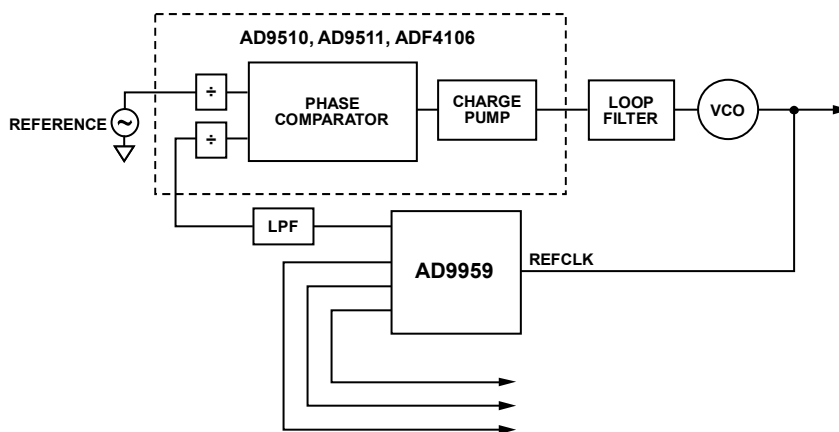 AD9510, AD9511, ADF4106
÷
PHASE
COMPARATOR
CHARGE
PUMP
LOOP
FILTER
VCO
REFERENCE
~
÷
LPF
AD9959
REFCLK